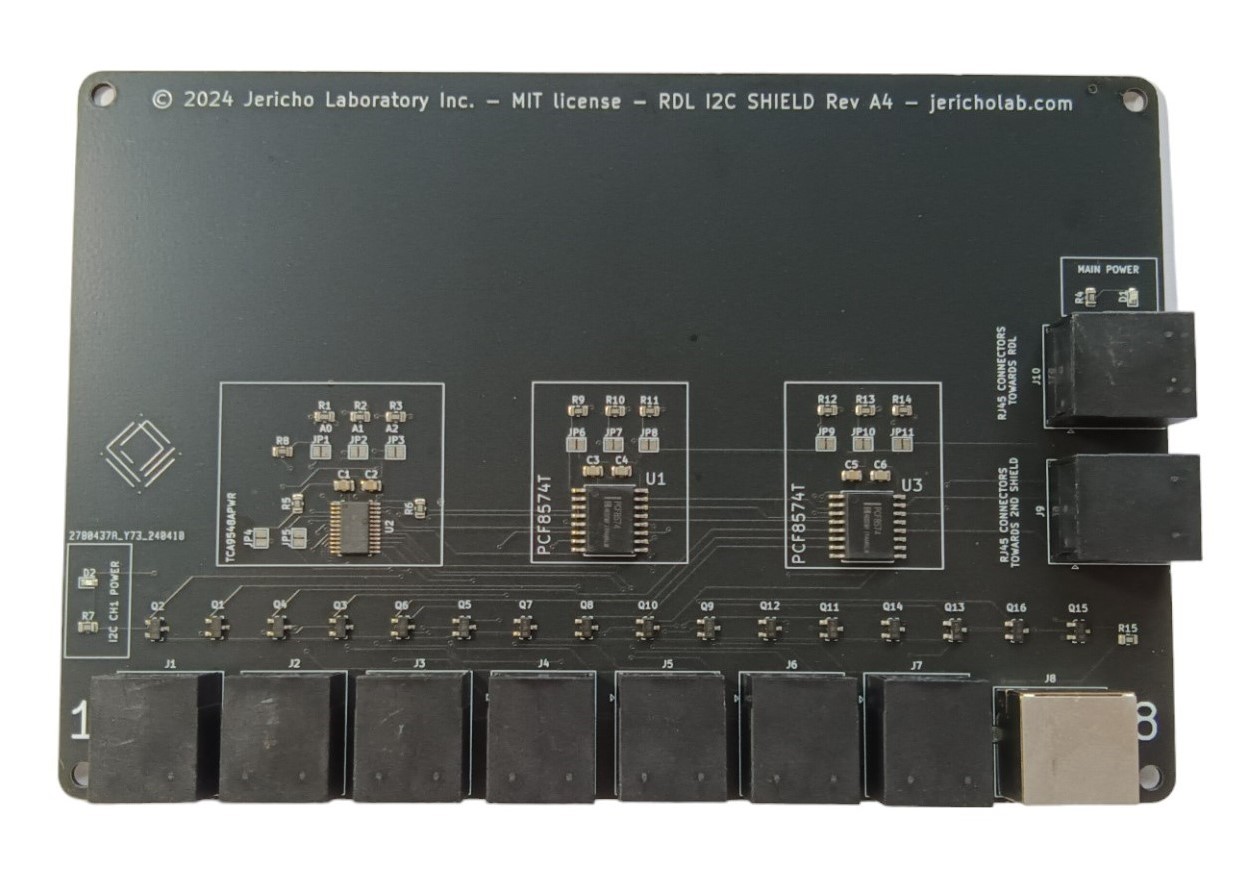 © 2024 Jericho Laboratory Inc. – MIT license – RDL I2C SHIELD Rev A4 – jericholab.com
MAIN POWER
R4 D1
RJ45 CONNECTORS
TOWARDS RDL
J10
R1 R2 R3
A0 A1 A2
JP1 JP2 JP3
R8
C1 C2
R5
R6
U2
JP4 JP5
TCA9548APWR
R9 R10 R11
JP6 JP7 JP8
C3 C4
U1
PCF8574T
PCF8574
R12 R13 R14
JP9 JP10 JP11
C5 C6
U3
PCF8574T
PCF8574
RJ45 CONNECTORS
TOWARDS 2ND SHIELD
J9
2780437A_Y73_240418
D2
R7
I2C CH1 POWER
Q2 Q1 Q4 Q3 Q6 Q5 Q7 Q8 Q10 Q9 Q12 Q11 Q14 Q13 Q16 Q15
R15
J1 J2 J3 J4 J5 J6 J7 J8
1 8